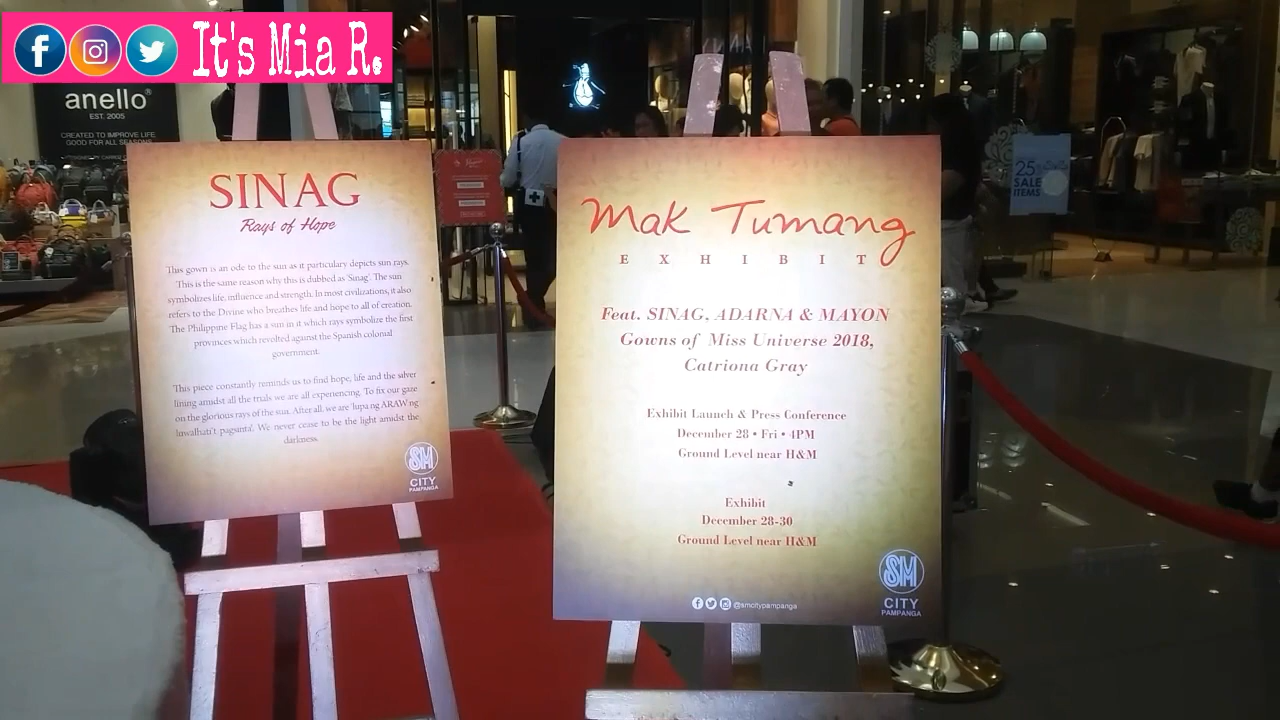 It's Mia R.
anello®
EST. 2005
CREATED TO IMPROVE LIFE
GOOD FOR ALL SEASONS
SINAG
Rays of Hope
This gown is an ode to the sun as it particulary depicts sun rays.
This is the same reason why this is dubbed as 'Sinag'. The sun
symbolizes life, influence and strength. In most civilizations, it also
refers to the Divine who breathes life and hope to all of creation.
The Philippine Flag has a sun in it which rays symbolize the first
provinces which revolted against the Spanish colonial
government.
This piece constantly reminds us to find hope, life and the silver
lining amidst all the trials we are all experiencing. To fix our gaze
on the glorious rays of the sun. After all, we are 'lupa ng ARAW ng
luwalhati't pagsinta'. We never cease to be the light amidst the
darkness.
SM
CITY
PAMPANGA
Mak Tumang
EXHIBIT
Feat. SINAG, ADARNA & MAYON
Gowns of Miss Universe 2018,
Catriona Gray
Exhibit Launch & Press Conference
December 28 • Fri • 4PM
Ground Level near H&M
Exhibit
December 28-30
Ground Level near H&M
@smcitypampanga
SM
CITY
PAMPANGA
25
SALE
ITEMS